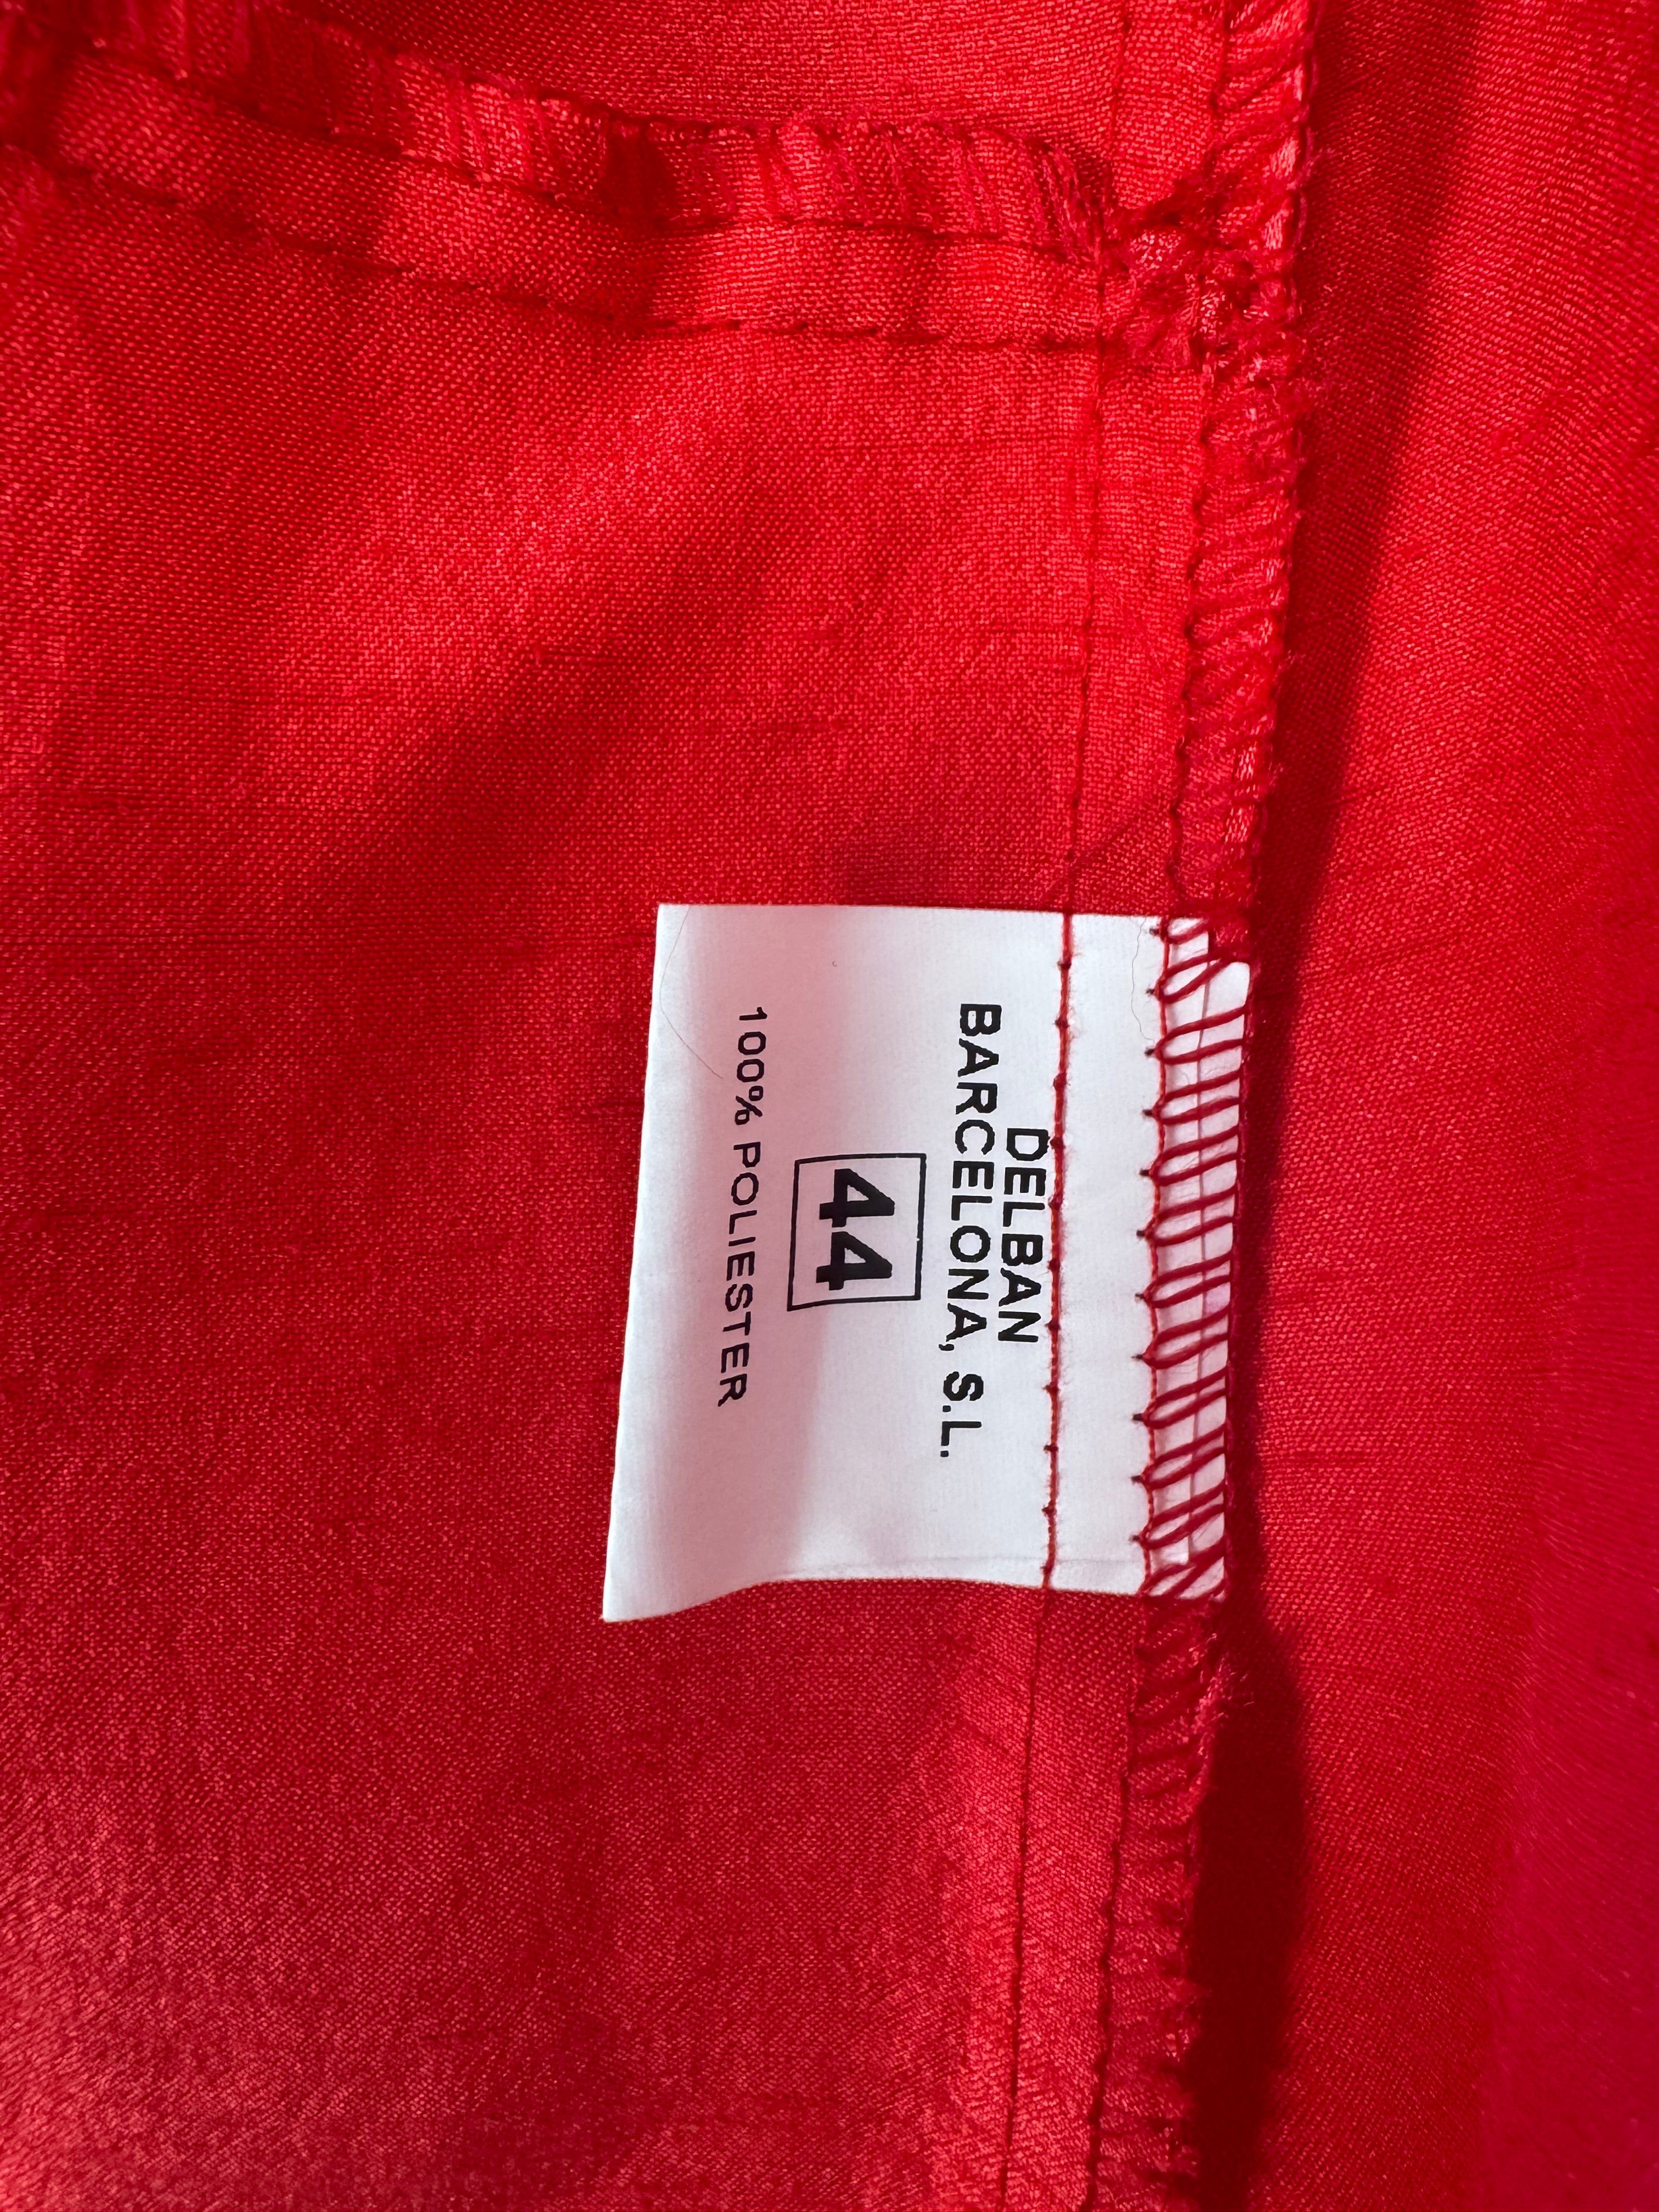 DELBAN
BARCELONA, S.L.
44
100% POLIESTER